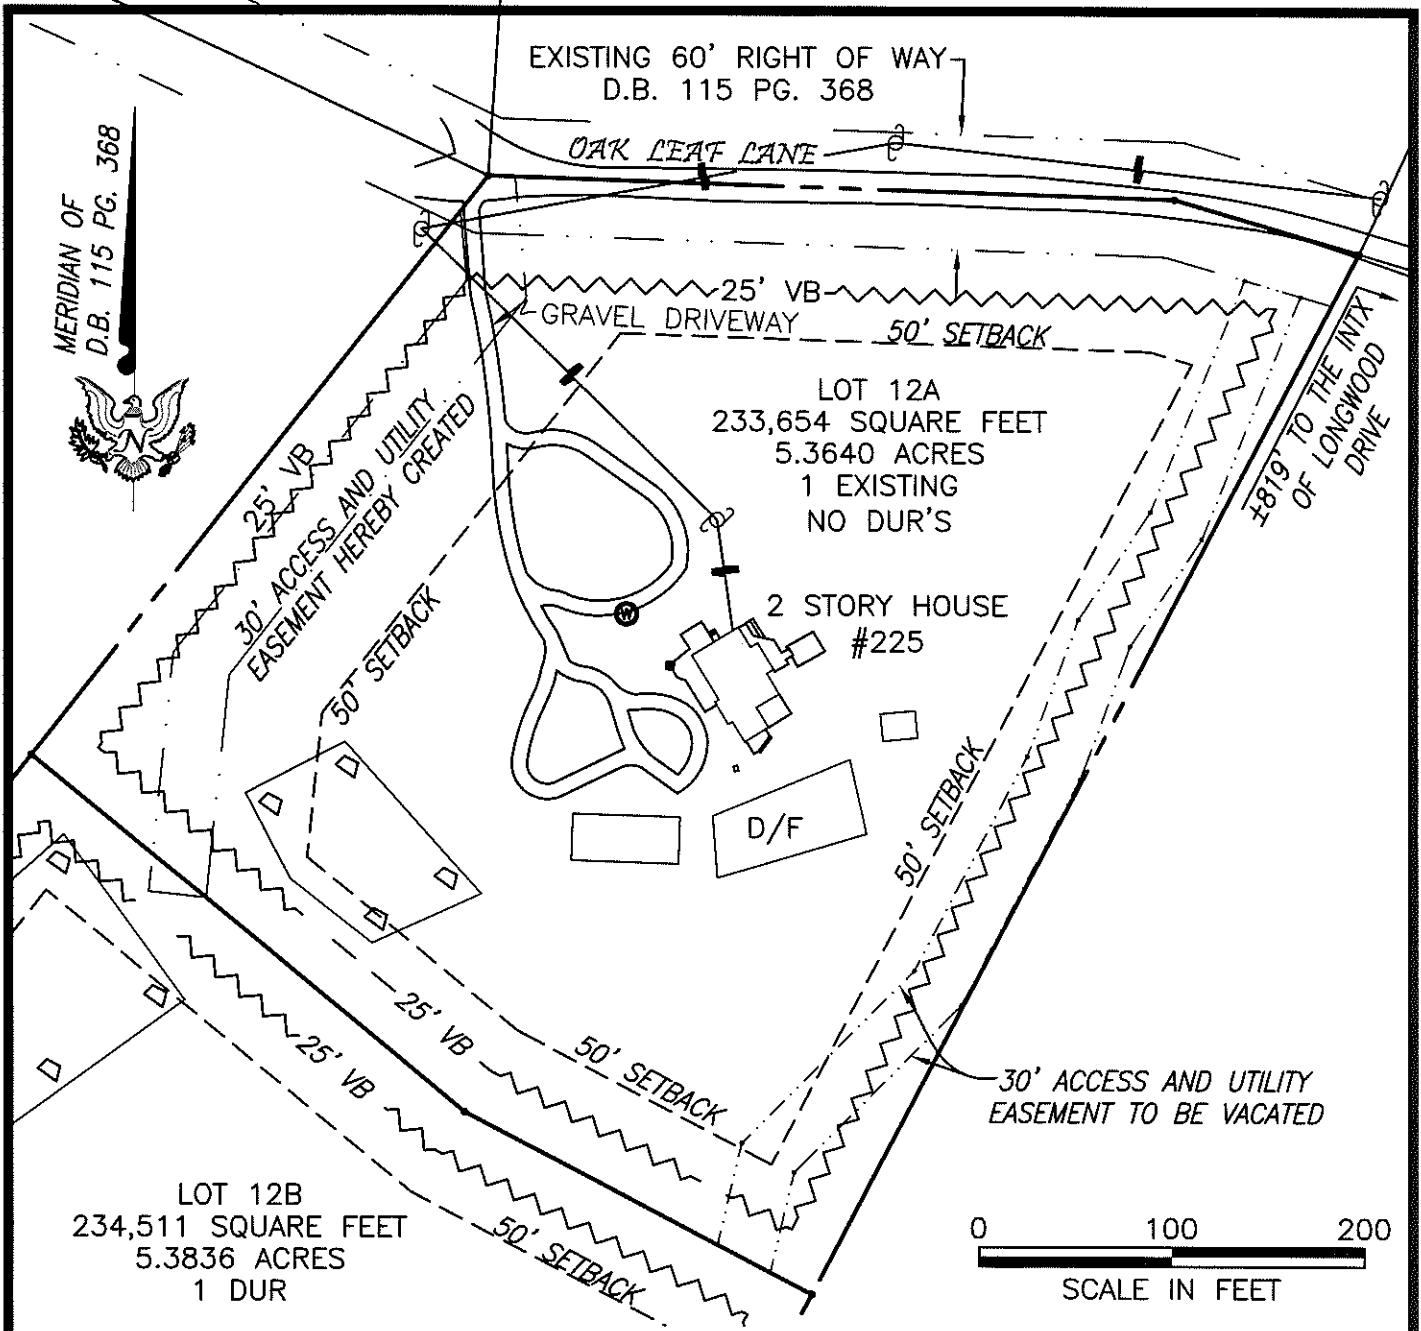 EXISTING 60' RIGHT OF WAY
D.B. 115 PG. 368
OAK LEAF LANE
MERIDIAN OF
D.B. 115 PG. 368
N
25' VB
GRAVEL DRIVEWAY
50' SETBACK
LOT 12A
233,654 SQUARE FEET
5.3640 ACRES
1 EXISTING
NO DUR'S
±819' TO THE INTX
OF LONGWOOD
DRIVE
25' VB
30' ACCESS AND UTILITY
EASEMENT HEREBY CREATED
50' SETBACK
W
2 STORY HOUSE
#225
D/F
50' SETBACK
25' VB
50' SETBACK
25' VB
30' ACCESS AND UTILITY
EASEMENT TO BE VACATED
LOT 12B
234,511 SQUARE FEET
5.3836 ACRES
1 DUR
50' SETBACK
0 100 200
SCALE IN FEET